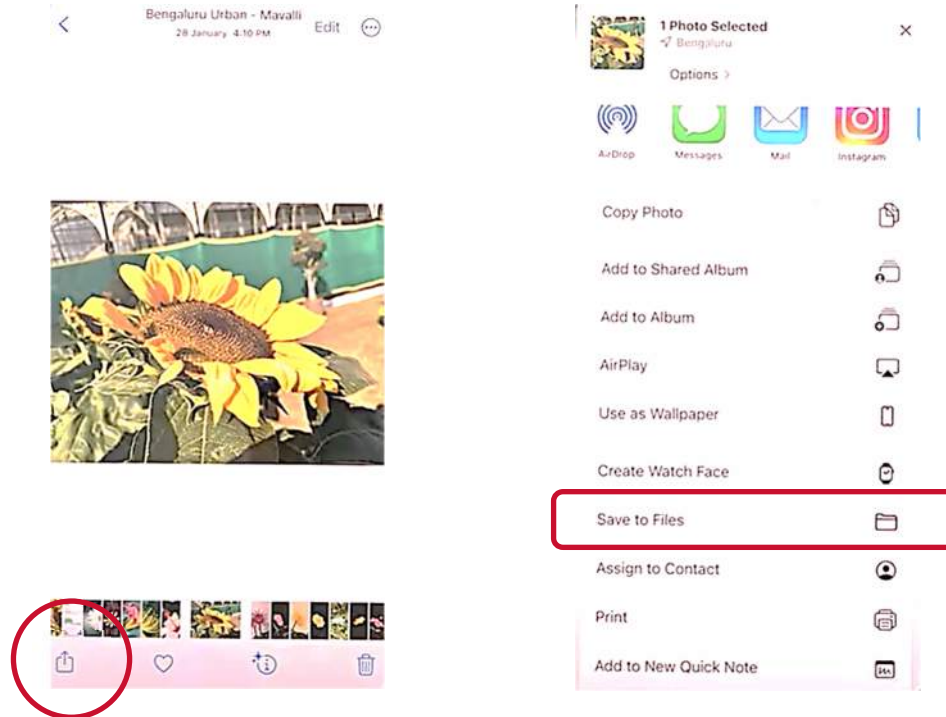 Bengaluru Urban - Mavalli
28 January 4:10 PM
Edit
1 Photo Selected
Bengaluru
Options >
AirDrop
Messages
Mail
Instagram
Copy Photo
Add to Shared Album
Add to Album
AirPlay
Use as Wallpaper
Create Watch Face
Save to Files
Assign to Contact
Print
Add to New Quick Note